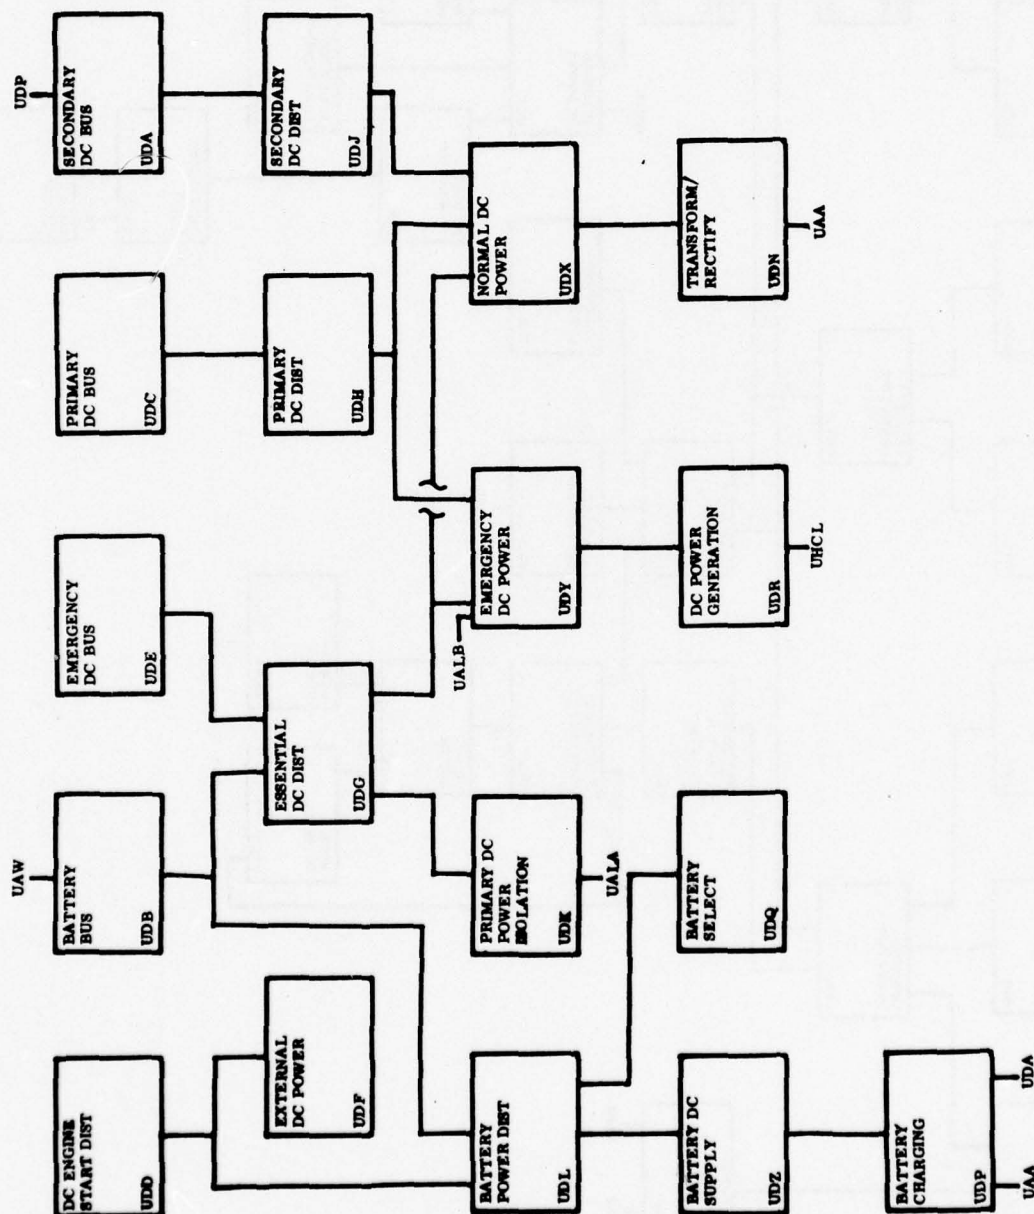 UAW
UDP
DC ENGINE
START DIST
UDD
BATTERY
BUS
UDB
EMERGENCY
DC BUS
UDE
PRIMARY
DC BUS
UDC
SECONDARY
DC BUS
UDA
EXTERNAL
DC POWER
UDF
ESSENTIAL
DC DIST
UDG
PRIMARY
DC DIST
UDH
SECONDARY
DC DIST
UDJ
UALB
BATTERY
POWER DIST
UDL
PRIMARY DC
POWER
ISOLATION
UDK
EMERGENCY
DC POWER
UDY
NORMAL DC
POWER
UDX
UALA
BATTERY DC
SUPPLY
UDZ
BATTERY
SELECT
UDQ
DC POWER
GENERATION
UDR
TRANSFORM/
RECTIFY
UDN
UHCL
UAA
BATTERY
CHARGING
UDP
UAA
UDA